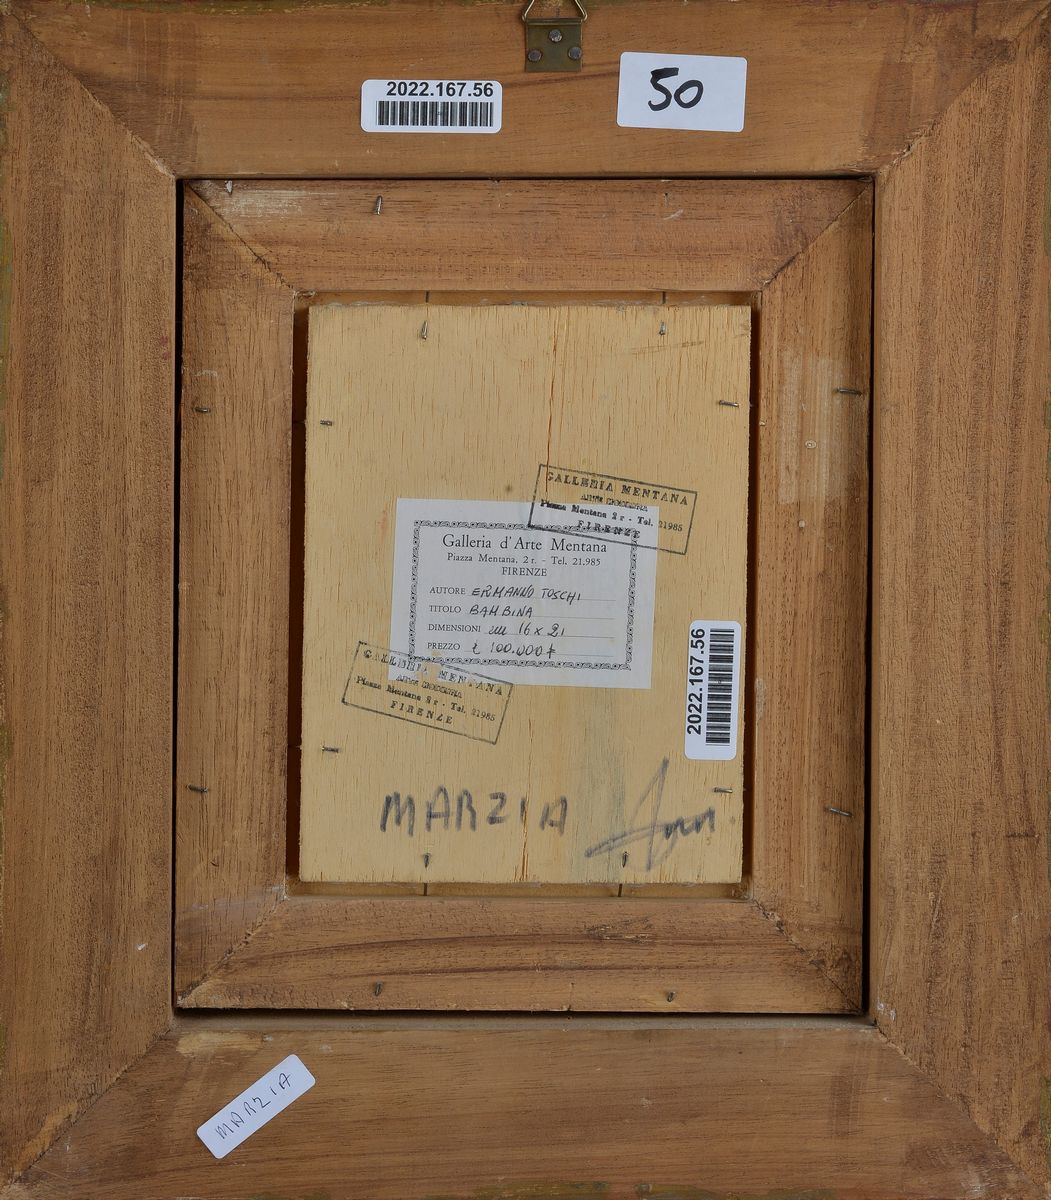 2022.167.56
50
GALLERIA MENTANA
Piazza Mentana 2 r - Tel. 21985
FIRENZE
Galleria d'Arte Mentana
Piazza Mentana, 2 r. - Tel. 21.985
FIRENZE
AUTORE ERMANNO TOSCHI
TITOLO BAMBINA
DIMENSIONI cm 16 x 21
PREZZO £ 100.000
GALLERIA MENTANA
Piazza Mentana 2 r - Tel. 21985
FIRENZE
2022.167.56
MARZIA
MARZIA